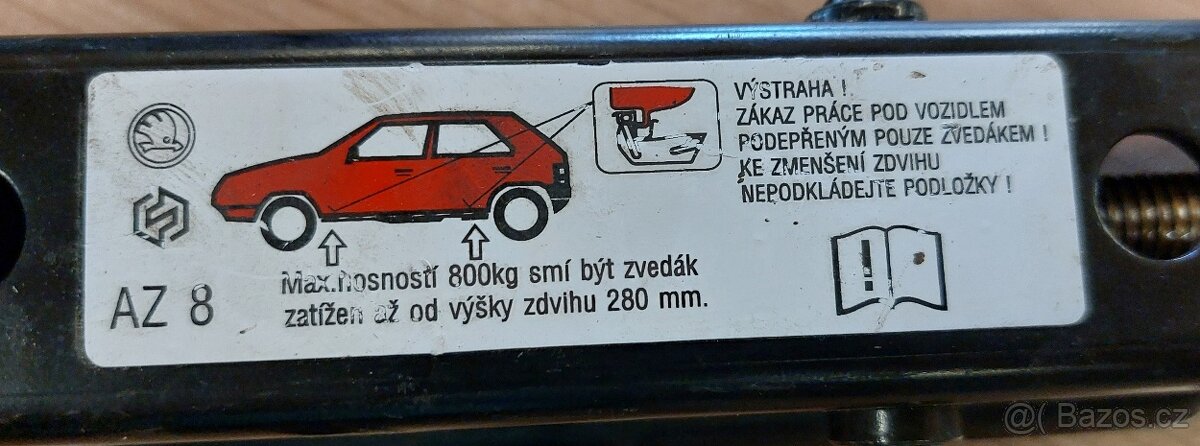 VÝSTRAHA !
ZÁKAZ PRÁCE POD VOZIDLEM
PODEPŘENÝM POUZE ZVEDÁKEM !
KE ZMENŠENÍ ZDVIHU
NEPODKLÁDEJTE PODLOŽKY !
AZ 8
Max.nosností 800kg smí být zvedák
zatížen až od výšky zdvihu 280 mm.
!
@( Bazos.cz